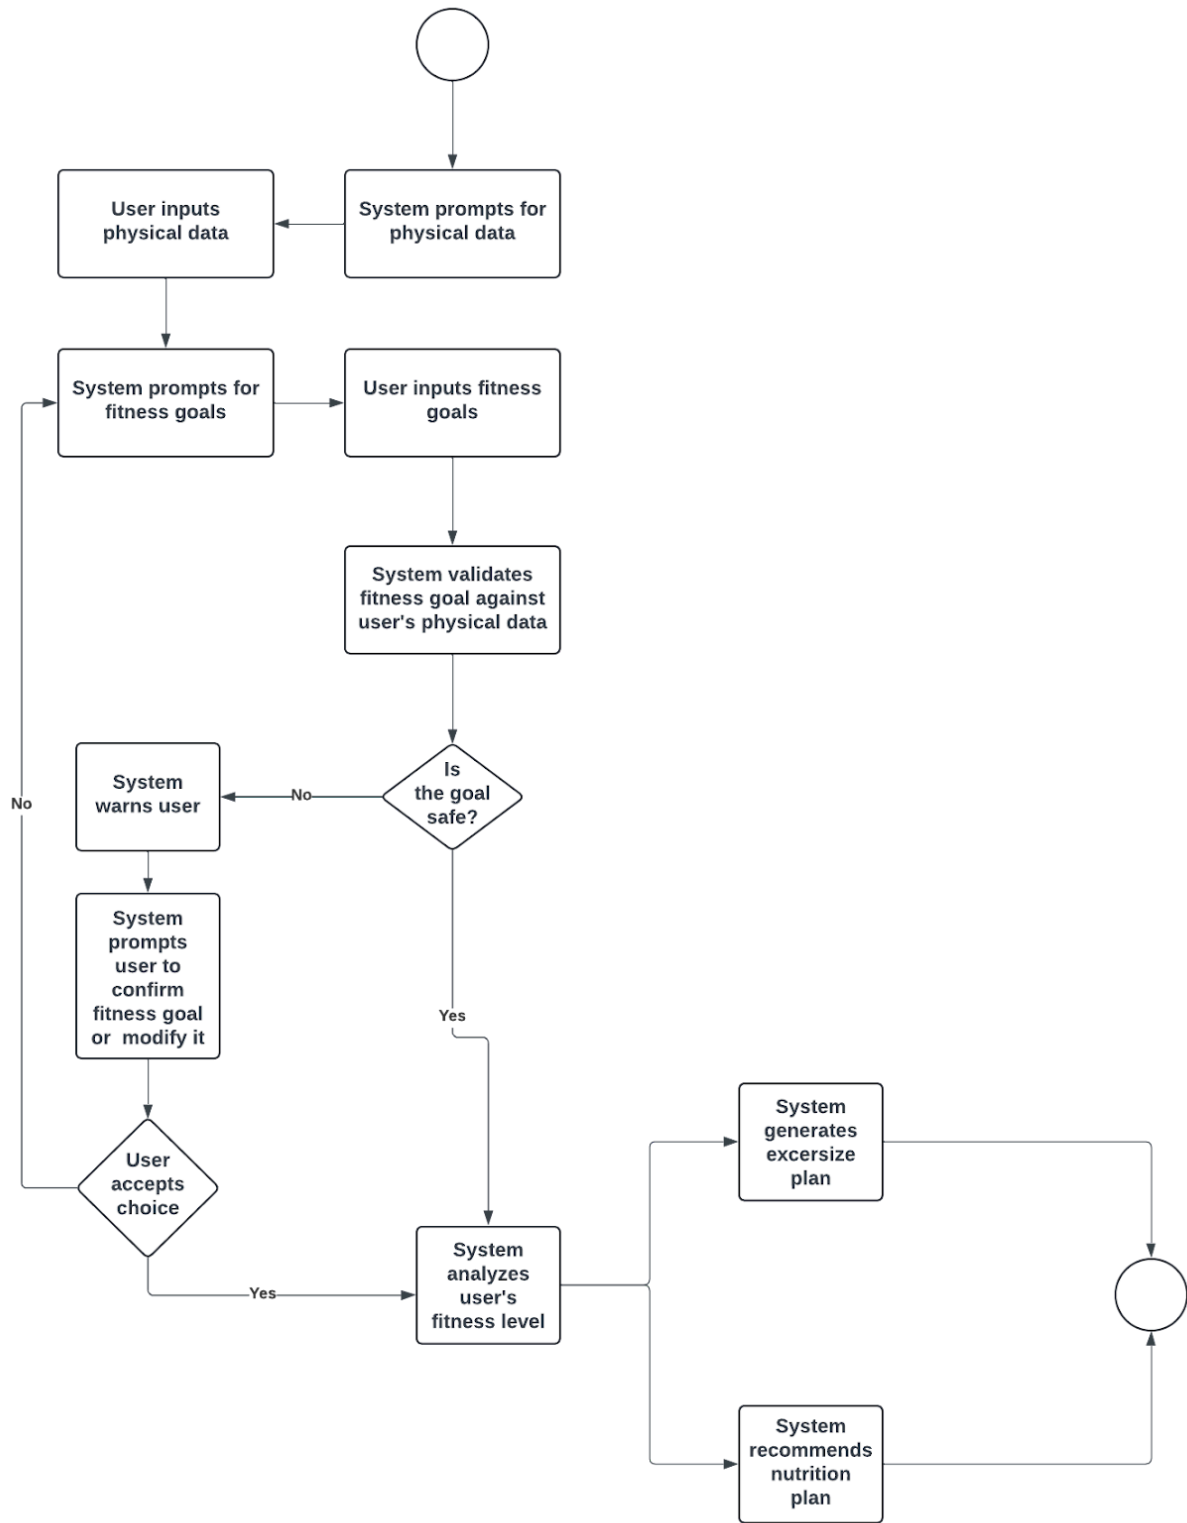 User inputs
physical data
System prompts for
physical data
System prompts for
fitness goals
User inputs fitness
goals
System validates
fitness goal against
user's physical data
Is
the goal
safe?
No
System
warns user
No
System
prompts
user to
confirm
fitness goal
or  modify it
Yes
User
accepts
choice
Yes
System
analyzes
user's
fitness level
System
generates
excersize
plan
System
recommends
nutrition
plan